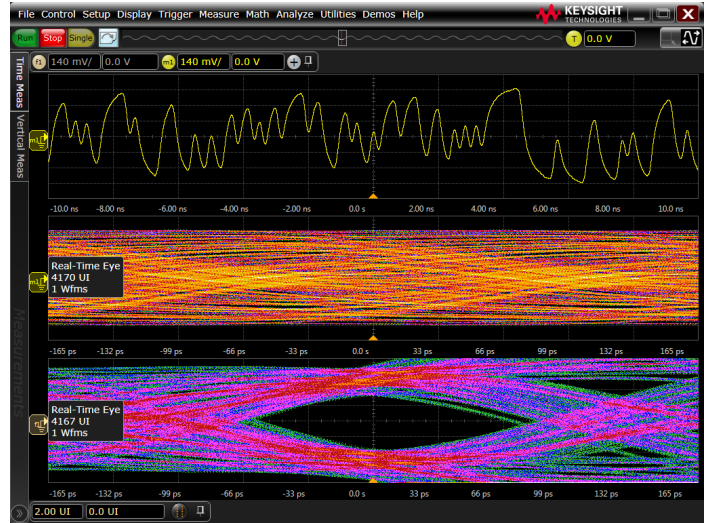 File Control Setup Display Trigger Measure Math Analyze Utilities Demos Help
KEYSIGHT
TECHNOLOGIES
Run Stop Single
T 0.0 V
f1 140 mV/ 0.0 V m1 140 mV/ 0.0 V +
Time Meas
Vertical Meas
m1
-10.0 ns -8.00 ns -6.00 ns -4.00 ns -2.00 ns 0.0 s 2.00 ns 4.00 ns 6.00 ns 8.00 ns 10.0 ns
Real-Time Eye
4170 UI
1 Wfms
m1
-165 ps -132 ps -99 ps -66 ps -33 ps 0.0 s 33 ps 66 ps 99 ps 132 ps 165 ps
Measurements
Real-Time Eye
4167 UI
1 Wfms
-165 ps -132 ps -99 ps -66 ps -33 ps 0.0 s 33 ps 66 ps 99 ps 132 ps 165 ps
2.00 UI 0.0 UI